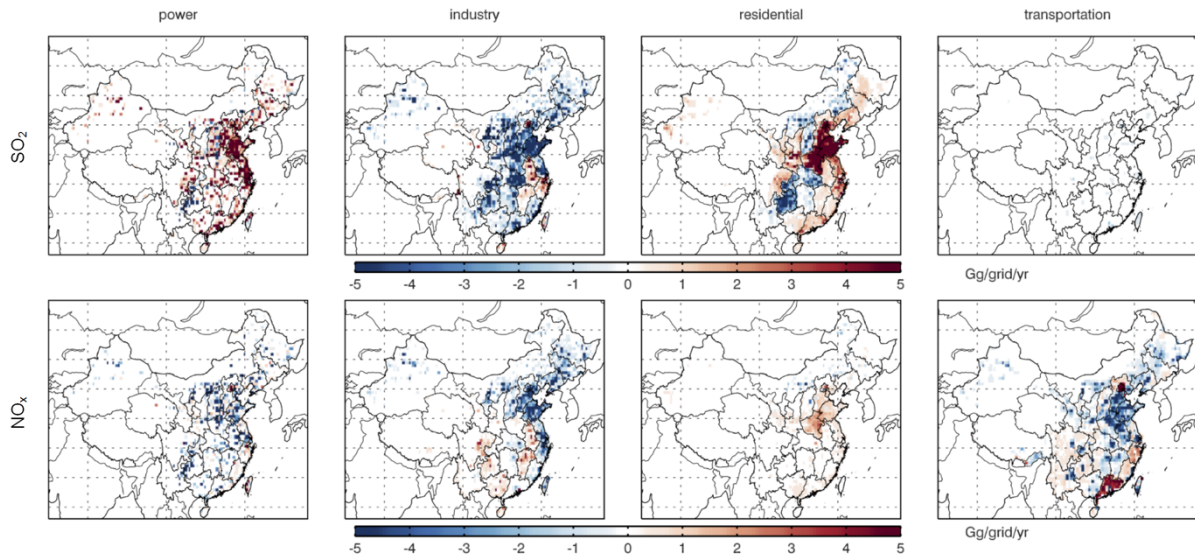 power industry residential transportation
SO2
-5 -4 -3 -2 -1 0 1 2 3 4 5 Gg/grid/yr
NOx
-5 -4 -3 -2 -1 0 1 2 3 4 5 Gg/grid/yr